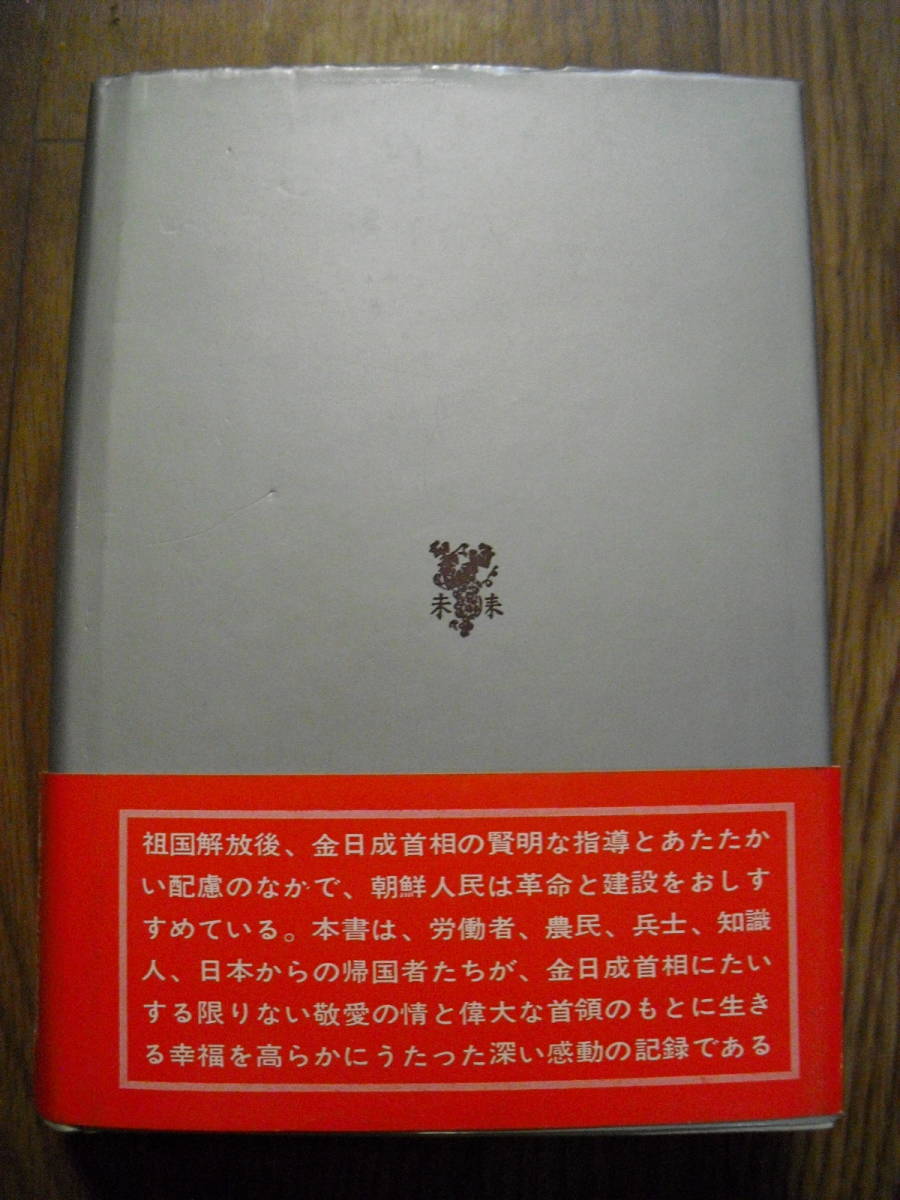 未来
祖国解放後、金日成首相の賢明な指導とあたたか
い配慮のなかで、朝鮮人民は革命と建設をおしす
すめている。本書は、労働者、農民、兵士、知識
人、日本からの帰国者たちが、金日成首相にたい
する限りない敬愛の情と偉大な首領のもとに生き
る幸福を高らかにうたった深い感動の記録である